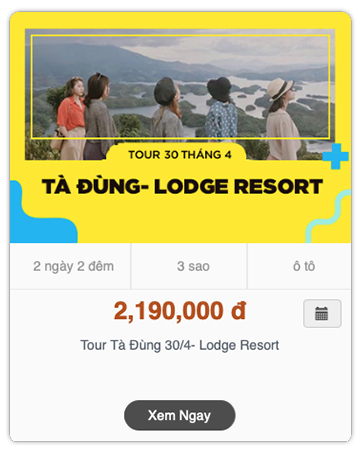 TOUR 30 THÁNG 4
TÀ ĐÙNG- LODGE RESORT
2 ngày 2 đêm
3 sao
ô tô
2,190,000 đ
Tour Tà Đùng 30/4- Lodge Resort
Xem Ngay